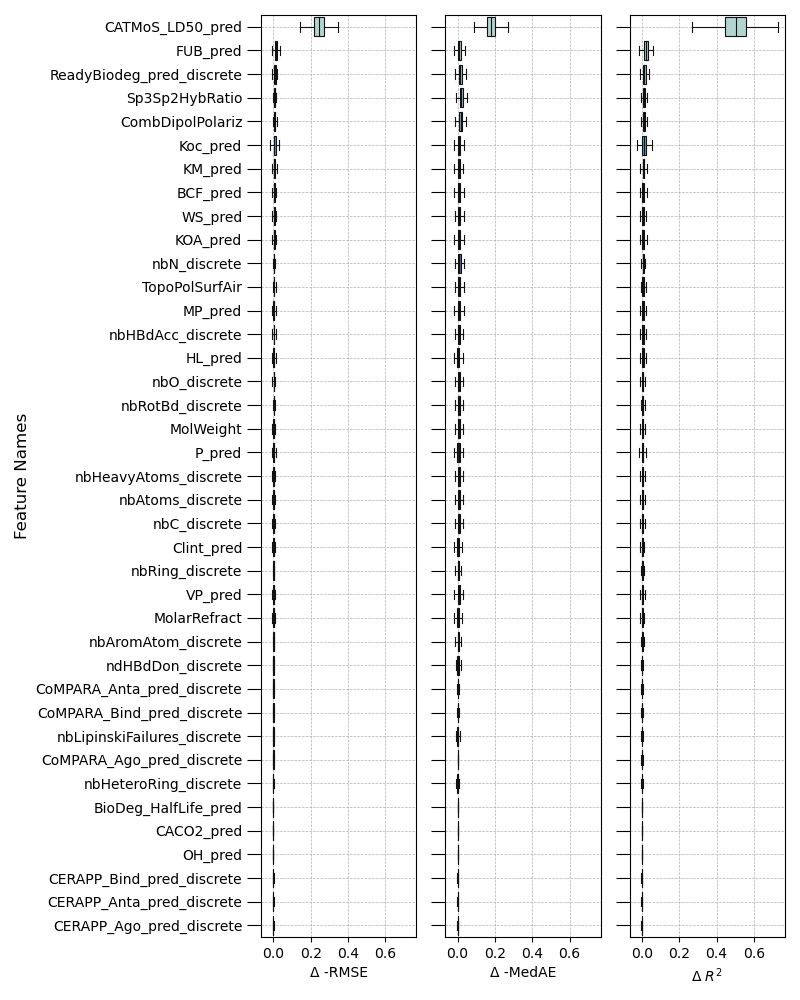 CATMoS_LD50_pred
FUB_pred
ReadyBiodeg_pred_discrete
Sp3Sp2HybRatio
CombDipolPolariz
Koc_pred
KM_pred
BCF_pred
WS_pred
KOA_pred
nbN_discrete
TopoPolSurfAir
MP_pred
nbHBdAcc_discrete
HL_pred
nbO_discrete
nbRotBd_discrete
MolWeight
P_pred
nbHeavyAtoms_discrete
nbAtoms_discrete
nbC_discrete
Clint_pred
nbRing_discrete
VP_pred
MolarRefract
nbAromAtom_discrete
ndHBdDon_discrete
CoMPARA_Anta_pred_discrete
CoMPARA_Bind_pred_discrete
nbLipinskiFailures_discrete
CoMPARA_Ago_pred_discrete
nbHeteroRing_discrete
BioDeg_HalfLife_pred
CACO2_pred
OH_pred
CERAPP_Bind_pred_discrete
CERAPP_Anta_pred_discrete
CERAPP_Ago_pred_discrete
Feature Names
0.0 0.2 0.4 0.6
Δ -RMSE
0.0 0.2 0.4 0.6
Δ -MedAE
0.0 0.2 0.4 0.6
Δ R²